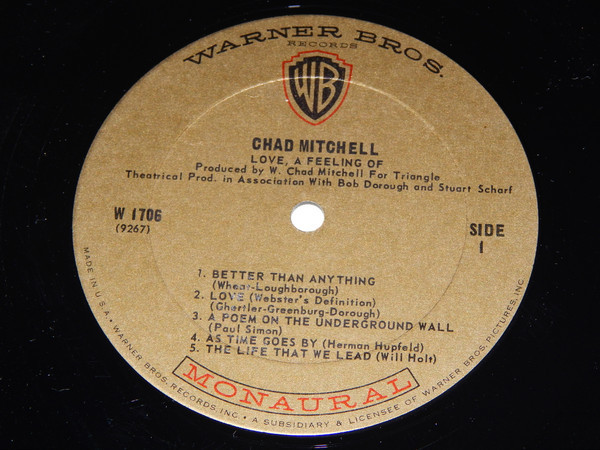 WARNER BROS.
RECORDS
WB
CHAD MITCHELL
LOVE, A FEELING OF
Produced by W. Chad Mitchell For Triangle
Theatrical Prod. in Association With Bob Dorough and Stuart Scharf
W 1706
(9267)
SIDE
1
1. BETTER THAN ANYTHING
(Wheat-Loughborough)
2. LOVE (Webster's Definition)
(Ghertler-Greenburg-Dorough)
3. A POEM ON THE UNDERGROUND WALL
(Paul Simon)
4. AS TIME GOES BY (Herman Hupfeld)
5. THE LIFE THAT WE LEAD (Will Holt)
MONAURAL
MADE IN U.S.A. • WARNER BROS. RECORDS, INC. • A SUBSIDIARY & LICENSEE OF WARNER BROS. PICTURES, INC.